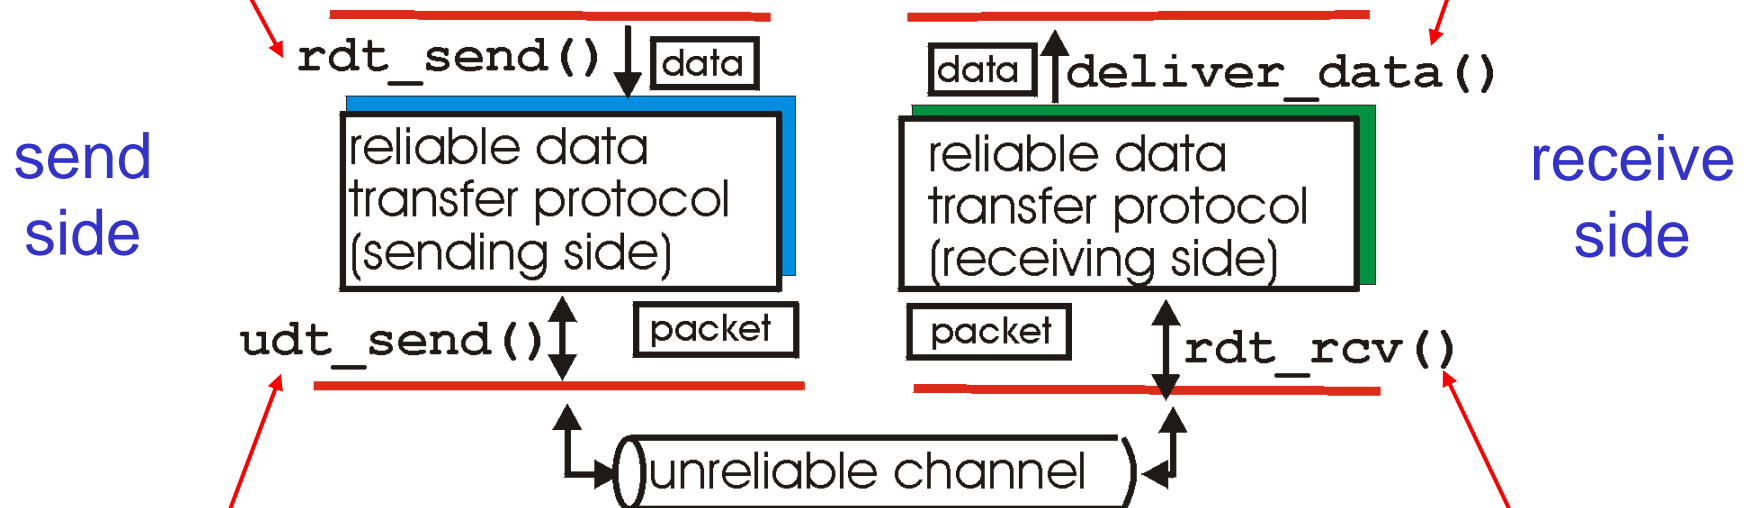 rdt_send()
data
data
deliver_data()
send
side
reliable data
transfer protocol
(sending side)
reliable data
transfer protocol
(receiving side)
receive
side
udt_send()
packet
packet
rdt_rcv()
unreliable channel